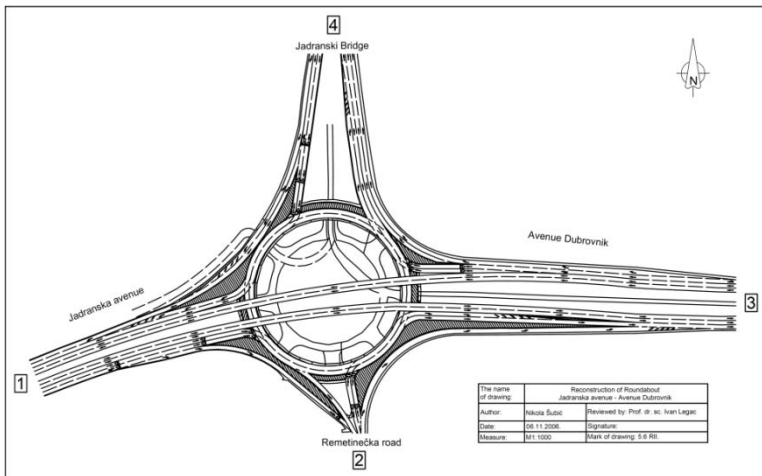 4
Jadranski Bridge
N
Avenue Dubrovnik
Jadranska avenue
3
1
The name of drawing:
Reconstruction of Roundabout
Jadranska avenue - Avenue Dubrovnik
Author: Nikola Šubić Reviewed by: Prof. dr. sc. Ivan Legac
Date: 06.11.2006. Signature:
Measure: M1:1000 Mark of drawing: 5.6 RII.
Remetinečka road
2